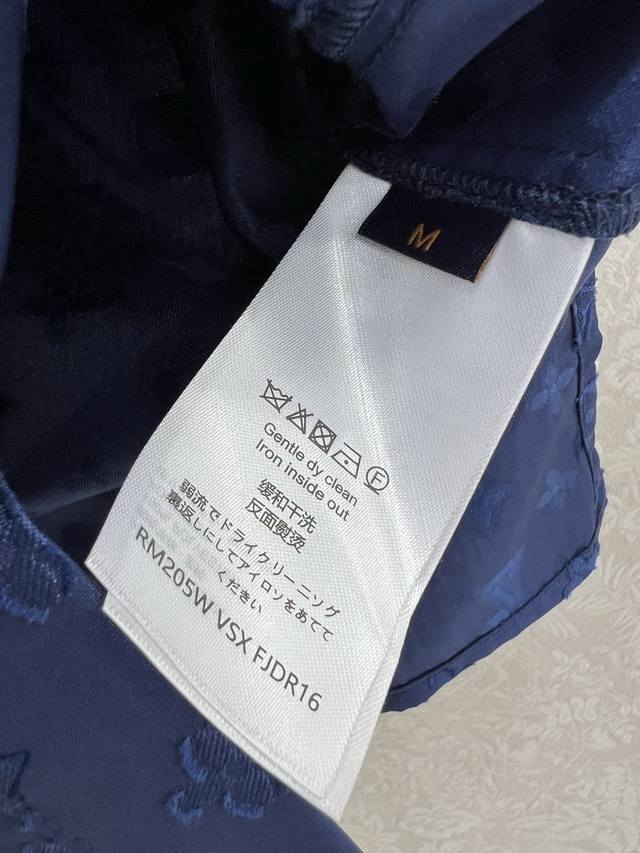 M
Gentle dy clean
Iron inside out
缓和干洗
反面熨烫
弱流でドライクリーニソグ
裏返しにしてアイロンをあてて
ください
RM205W VSX FJDR16